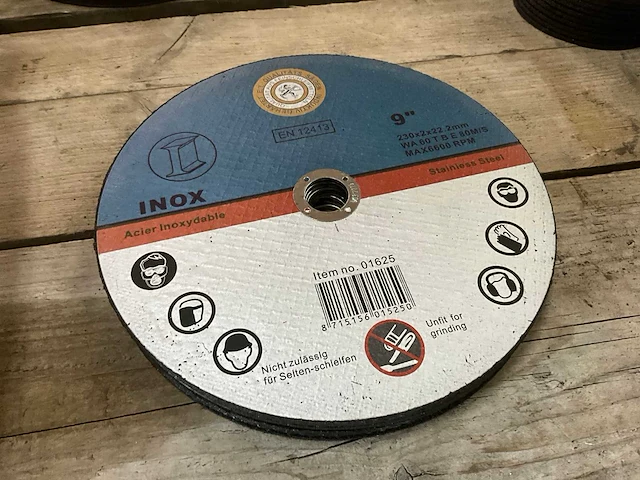 EN 12413
9"
230x2x22.2mm
WA 60 T B E 80M/S
MAX6600 RPM
INOX
Stainless Steel
Acier Inoxydable
Item no. 01625
8 715156 015250
Unfit for
grinding
Nicht zulässig
für Seiten-schleifen